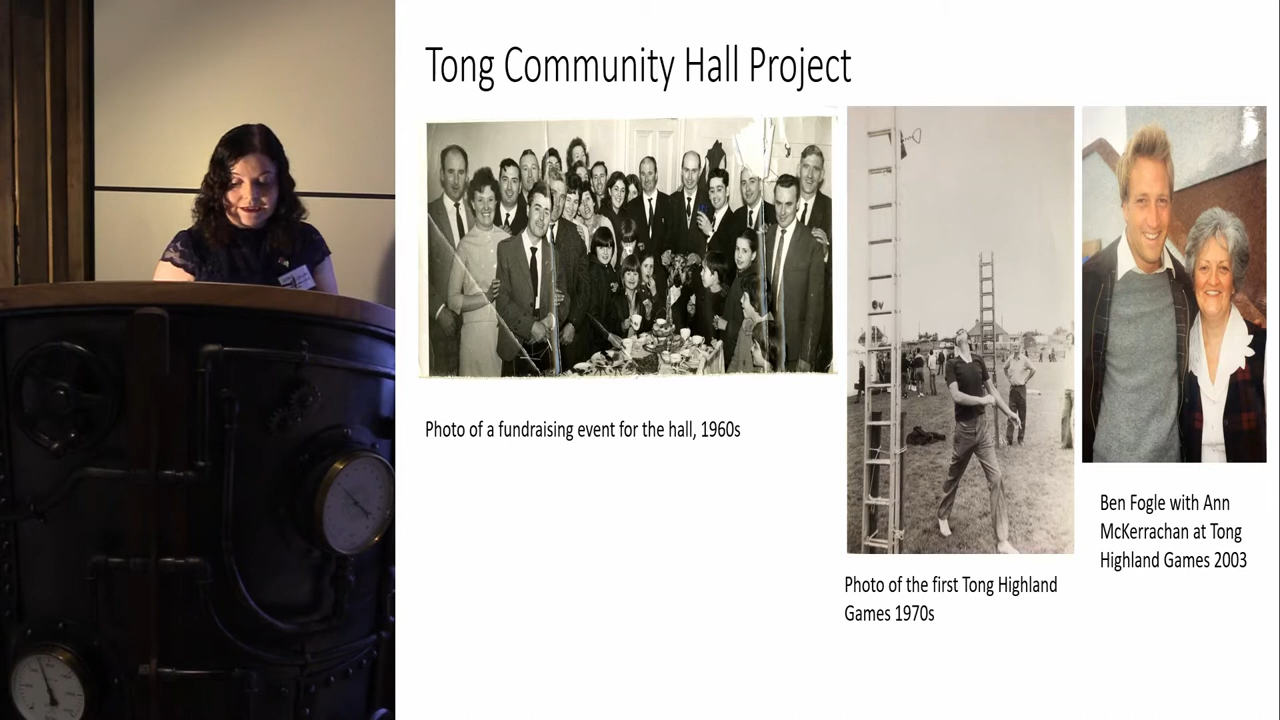 Tong Community Hall Project
Photo of a fundraising event for the hall, 1960s
Photo of the first Tong Highland
Games 1970s
Ben Fogle with Ann
McKerrachan at Tong
Highland Games 2003